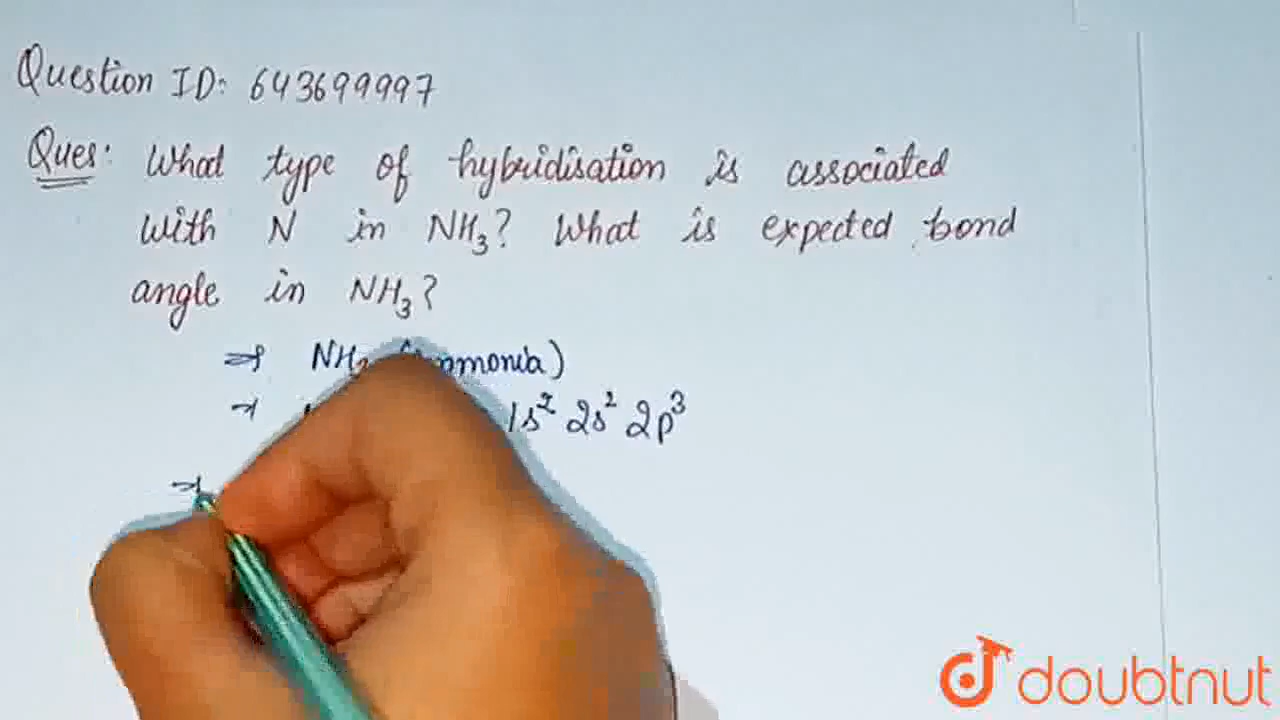 Question ID: 643699997
Ques: What type of hybridisation is associated
with N in NH₃? What is expected bond
angle in NH₃?
⇒ NH
→ 1s² 2s² 2p³
→
doubtnut